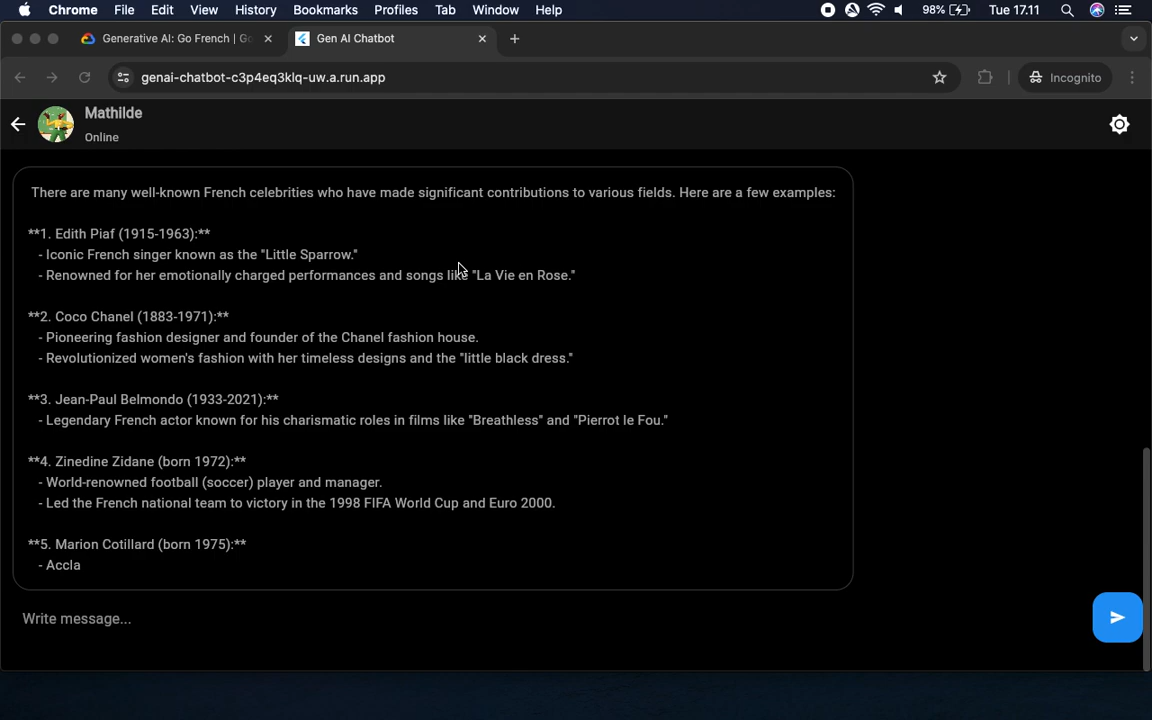 Chrome File Edit View History Bookmarks Profiles Tab Window Help 98% Tue 17.11
Generative AI: Go French | Go Gen AI Chatbot
genai-chatbot-c3p4eq3klq-uw.a.run.app Incognito
Mathilde
Online
There are many well-known French celebrities who have made significant contributions to various fields. Here are a few examples:
**1. Edith Piaf (1915-1963):**
- Iconic French singer known as the "Little Sparrow."
- Renowned for her emotionally charged performances and songs like "La Vie en Rose."
**2. Coco Chanel (1883-1971):**
- Pioneering fashion designer and founder of the Chanel fashion house.
- Revolutionized women's fashion with her timeless designs and the "little black dress."
**3. Jean-Paul Belmondo (1933-2021):**
- Legendary French actor known for his charismatic roles in films like "Breathless" and "Pierrot le Fou."
**4. Zinedine Zidane (born 1972):**
- World-renowned football (soccer) player and manager.
- Led the French national team to victory in the 1998 FIFA World Cup and Euro 2000.
**5. Marion Cotillard (born 1975):**
- Accla
Write message...